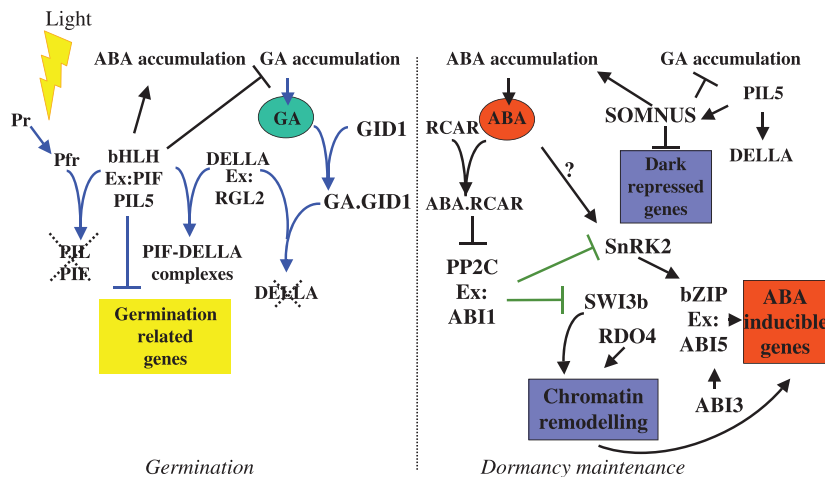 Light
ABA accumulation
GA accumulation
Pr
GA
GID1
Pfr
bHLH
Ex:PIF
PIL5
DELLA
Ex:
RGL2
GA.GID1
PIL
PIF
PIF-DELLA
complexes
DELLA
Germination
related
genes
Germination
ABA accumulation
GA accumulation
PIL5
RCAR
ABA
SOMNUS
DELLA
?
Dark
repressed
genes
ABA.RCAR
SnRK2
PP2C
Ex:
ABI1
SWI3b
bZIP
Ex:
ABI5
ABA
inducible
genes
RDO4
Chromatin
remodelling
ABI3
Dormancy maintenance